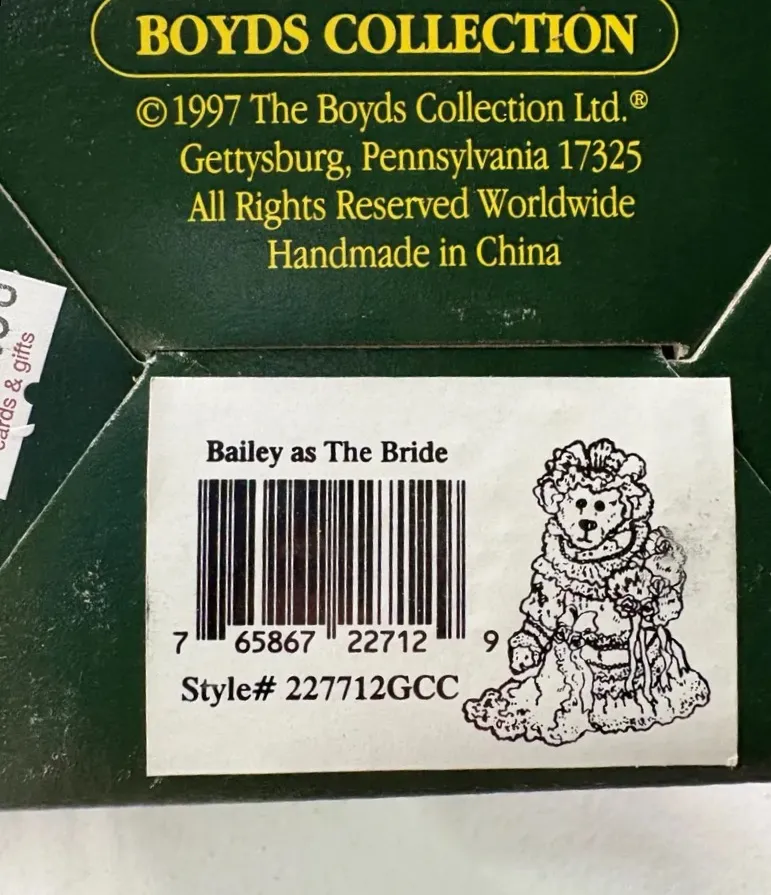 BOYDS COLLECTION
©1997 The Boyds Collection Ltd.®
Gettysburg, Pennsylvania 17325
All Rights Reserved Worldwide
Handmade in China
cards & gifts
Bailey as The Bride
7 65867 22712 9
Style# 227712GCC